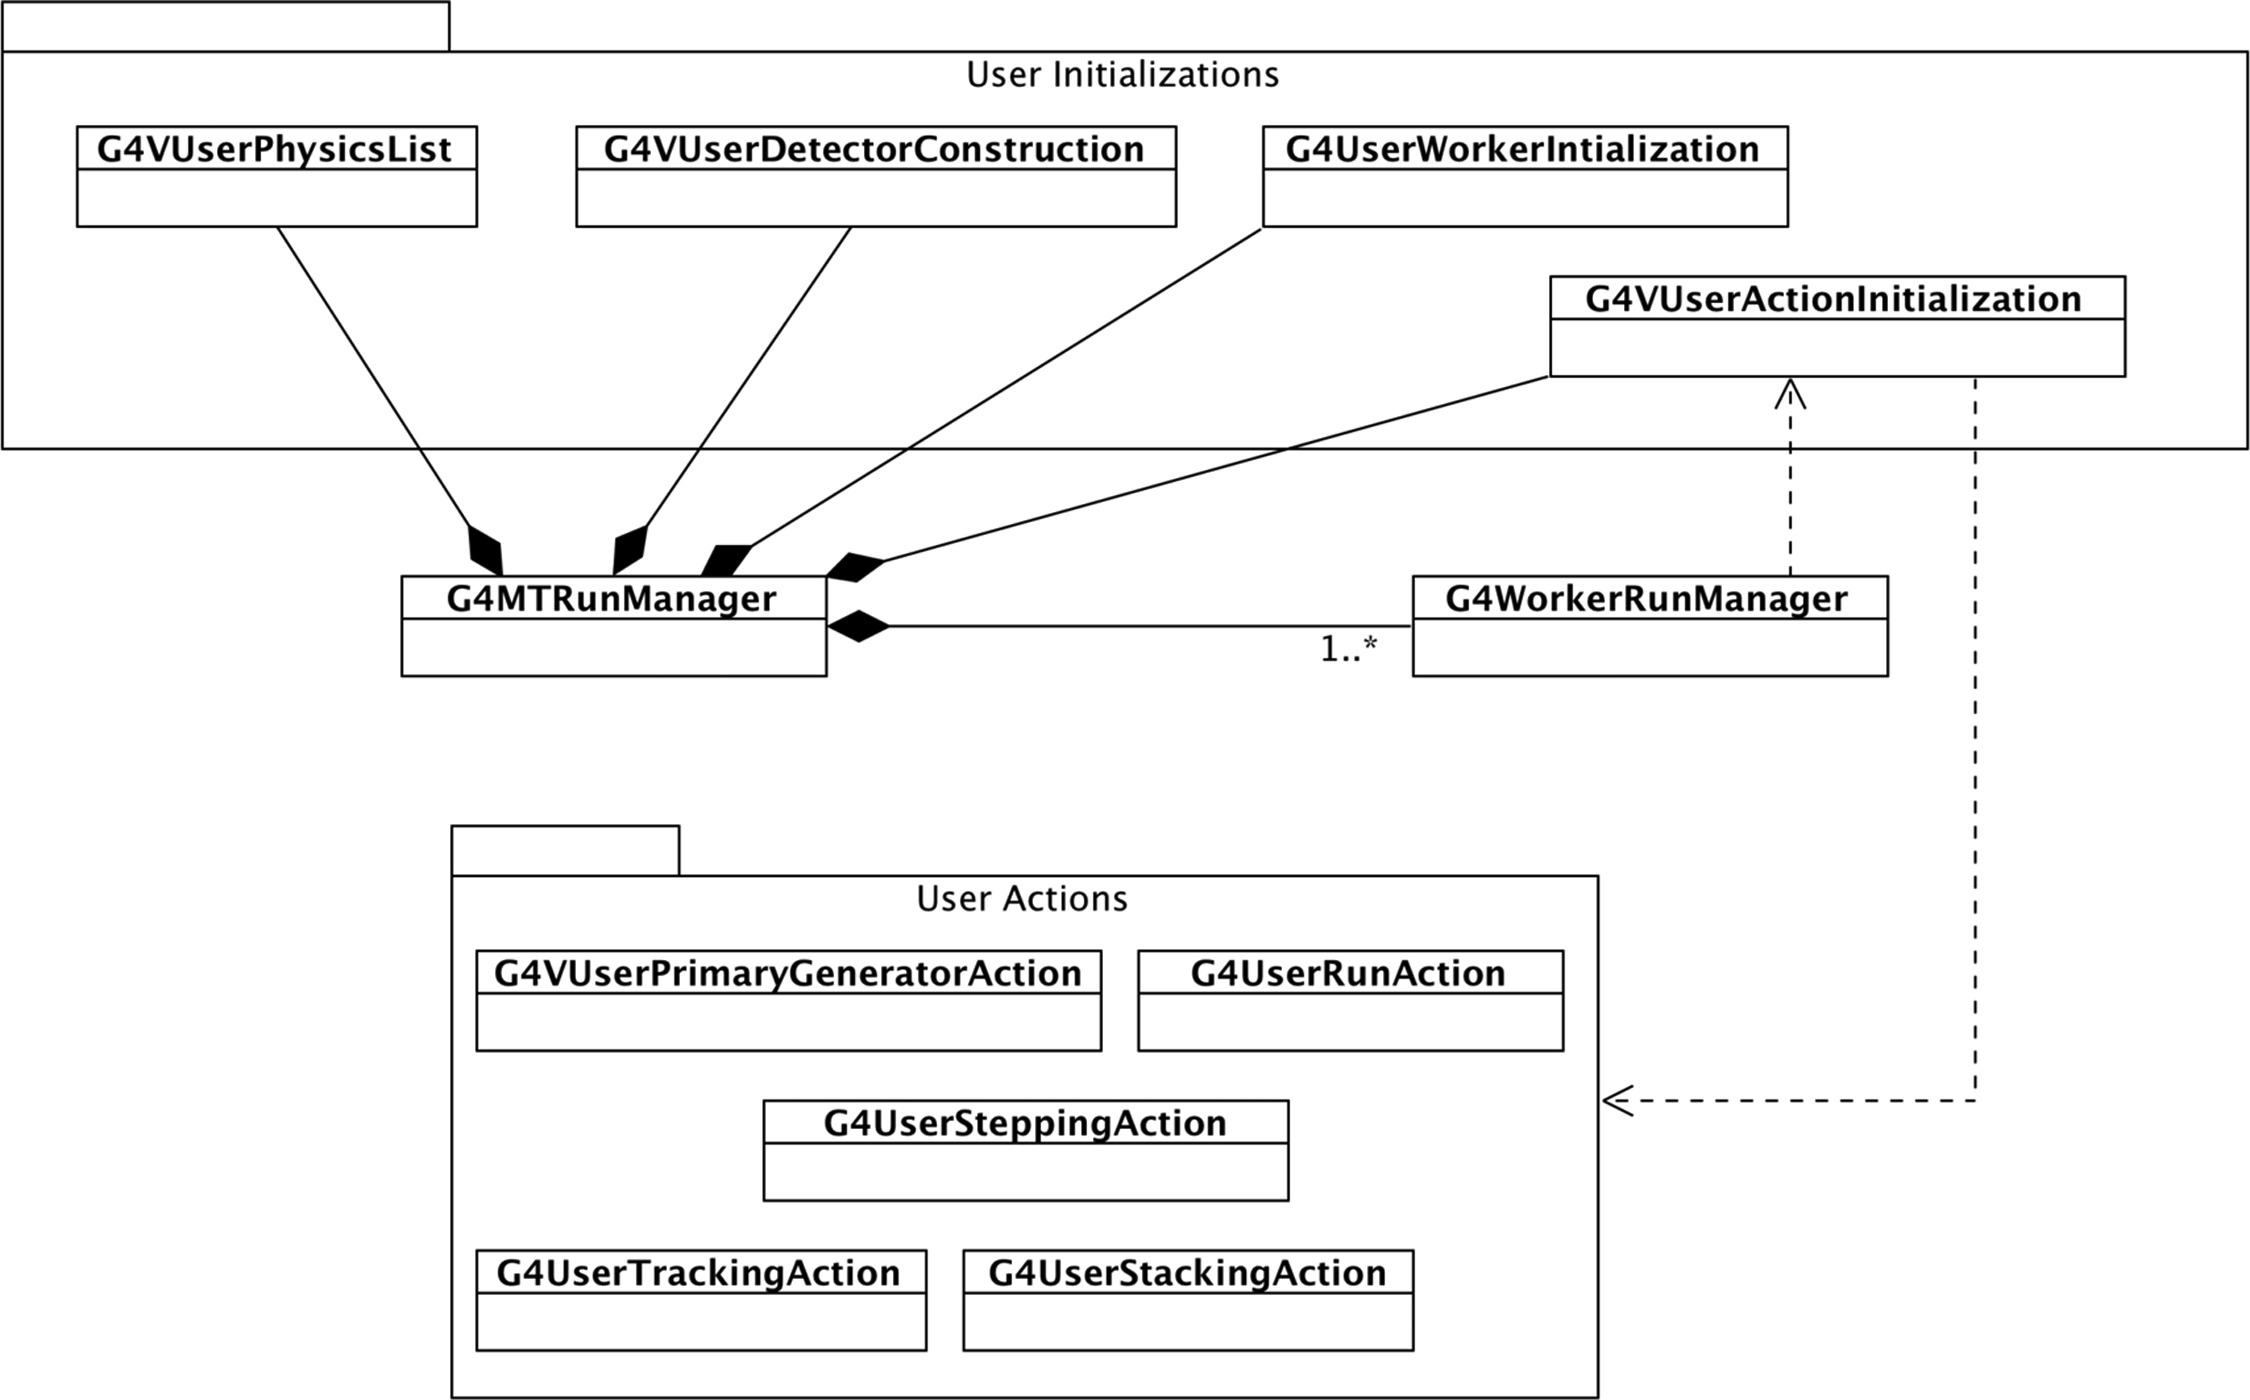 User Initializations
G4VUserPhysicsList
G4VUserDetectorConstruction
G4UserWorkerIntialization
G4VUserActionInitialization
G4MTRunManager
G4WorkerRunManager
1..*
User Actions
G4VUserPrimaryGeneratorAction
G4UserRunAction
G4UserSteppingAction
G4UserTrackingAction
G4UserStackingAction